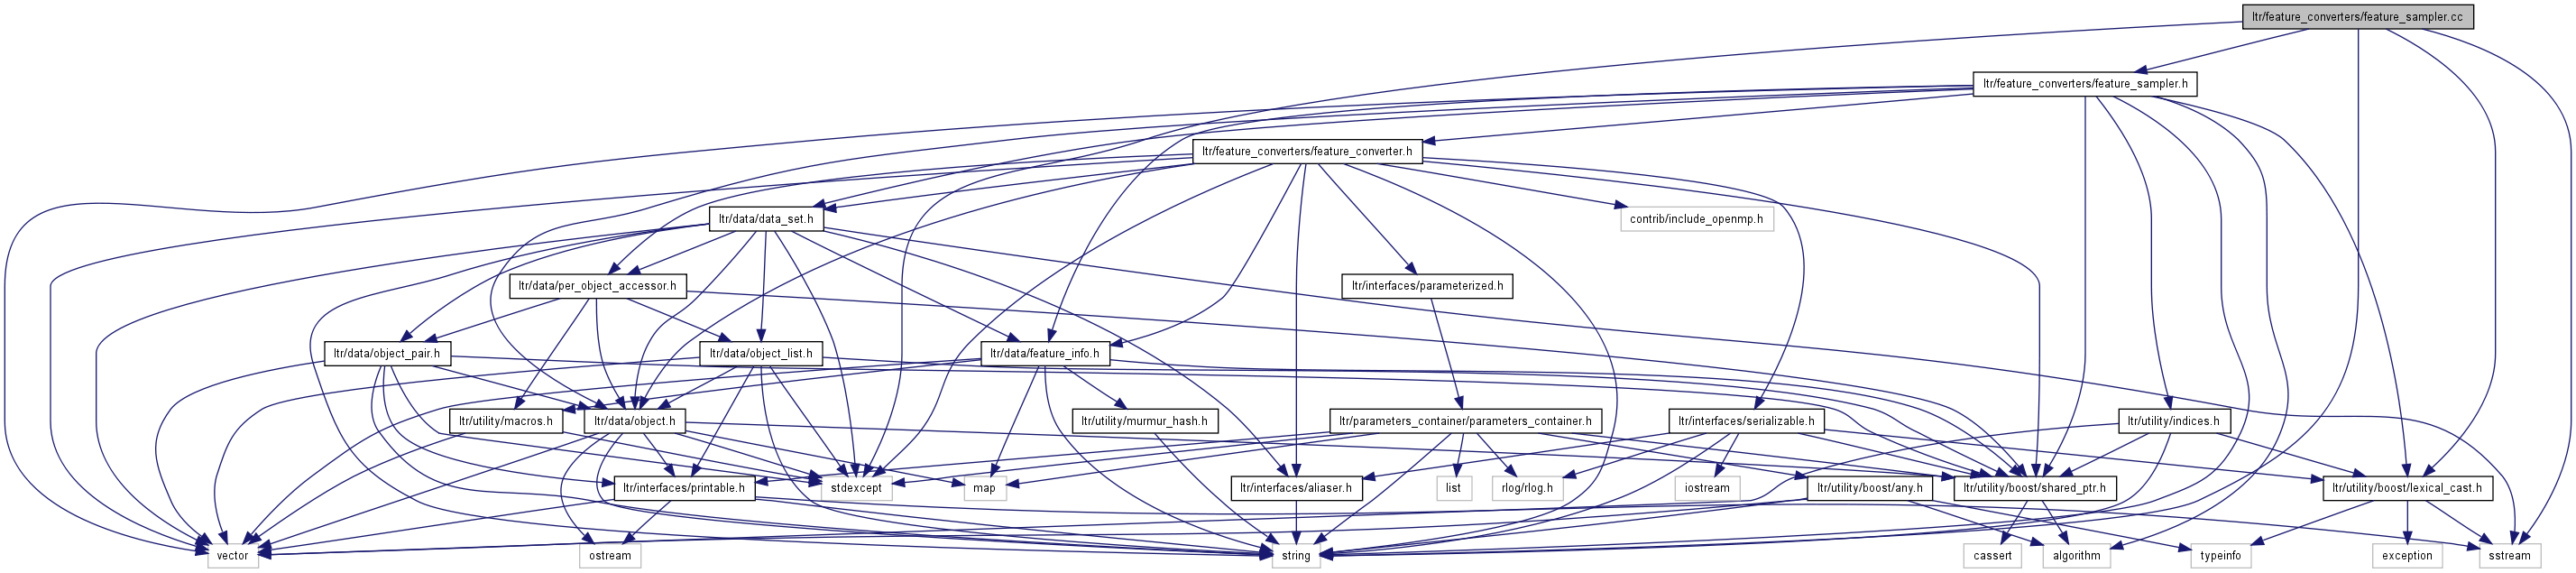 ltr/feature_converters/feature_sampler.cc
ltr/feature_converters/feature_sampler.h
ltr/feature_converters/feature_converter.h
ltr/data/data_set.h
contrib/include_openmp.h
ltr/data/per_object_accessor.h
ltr/interfaces/parameterized.h
ltr/data/object_pair.h
ltr/data/object_list.h
ltr/data/feature_info.h
ltr/utility/macros.h
ltr/data/object.h
ltr/utility/murmur_hash.h
ltr/parameters_container/parameters_container.h
ltr/interfaces/serializable.h
ltr/utility/indices.h
ltr/interfaces/printable.h
stdexcept
map
ltr/interfaces/aliaser.h
list
rlog/rlog.h
iostream
ltr/utility/boost/any.h
ltr/utility/boost/shared_ptr.h
ltr/utility/boost/lexical_cast.h
vector
ostream
string
cassert
algorithm
typeinfo
exception
sstream